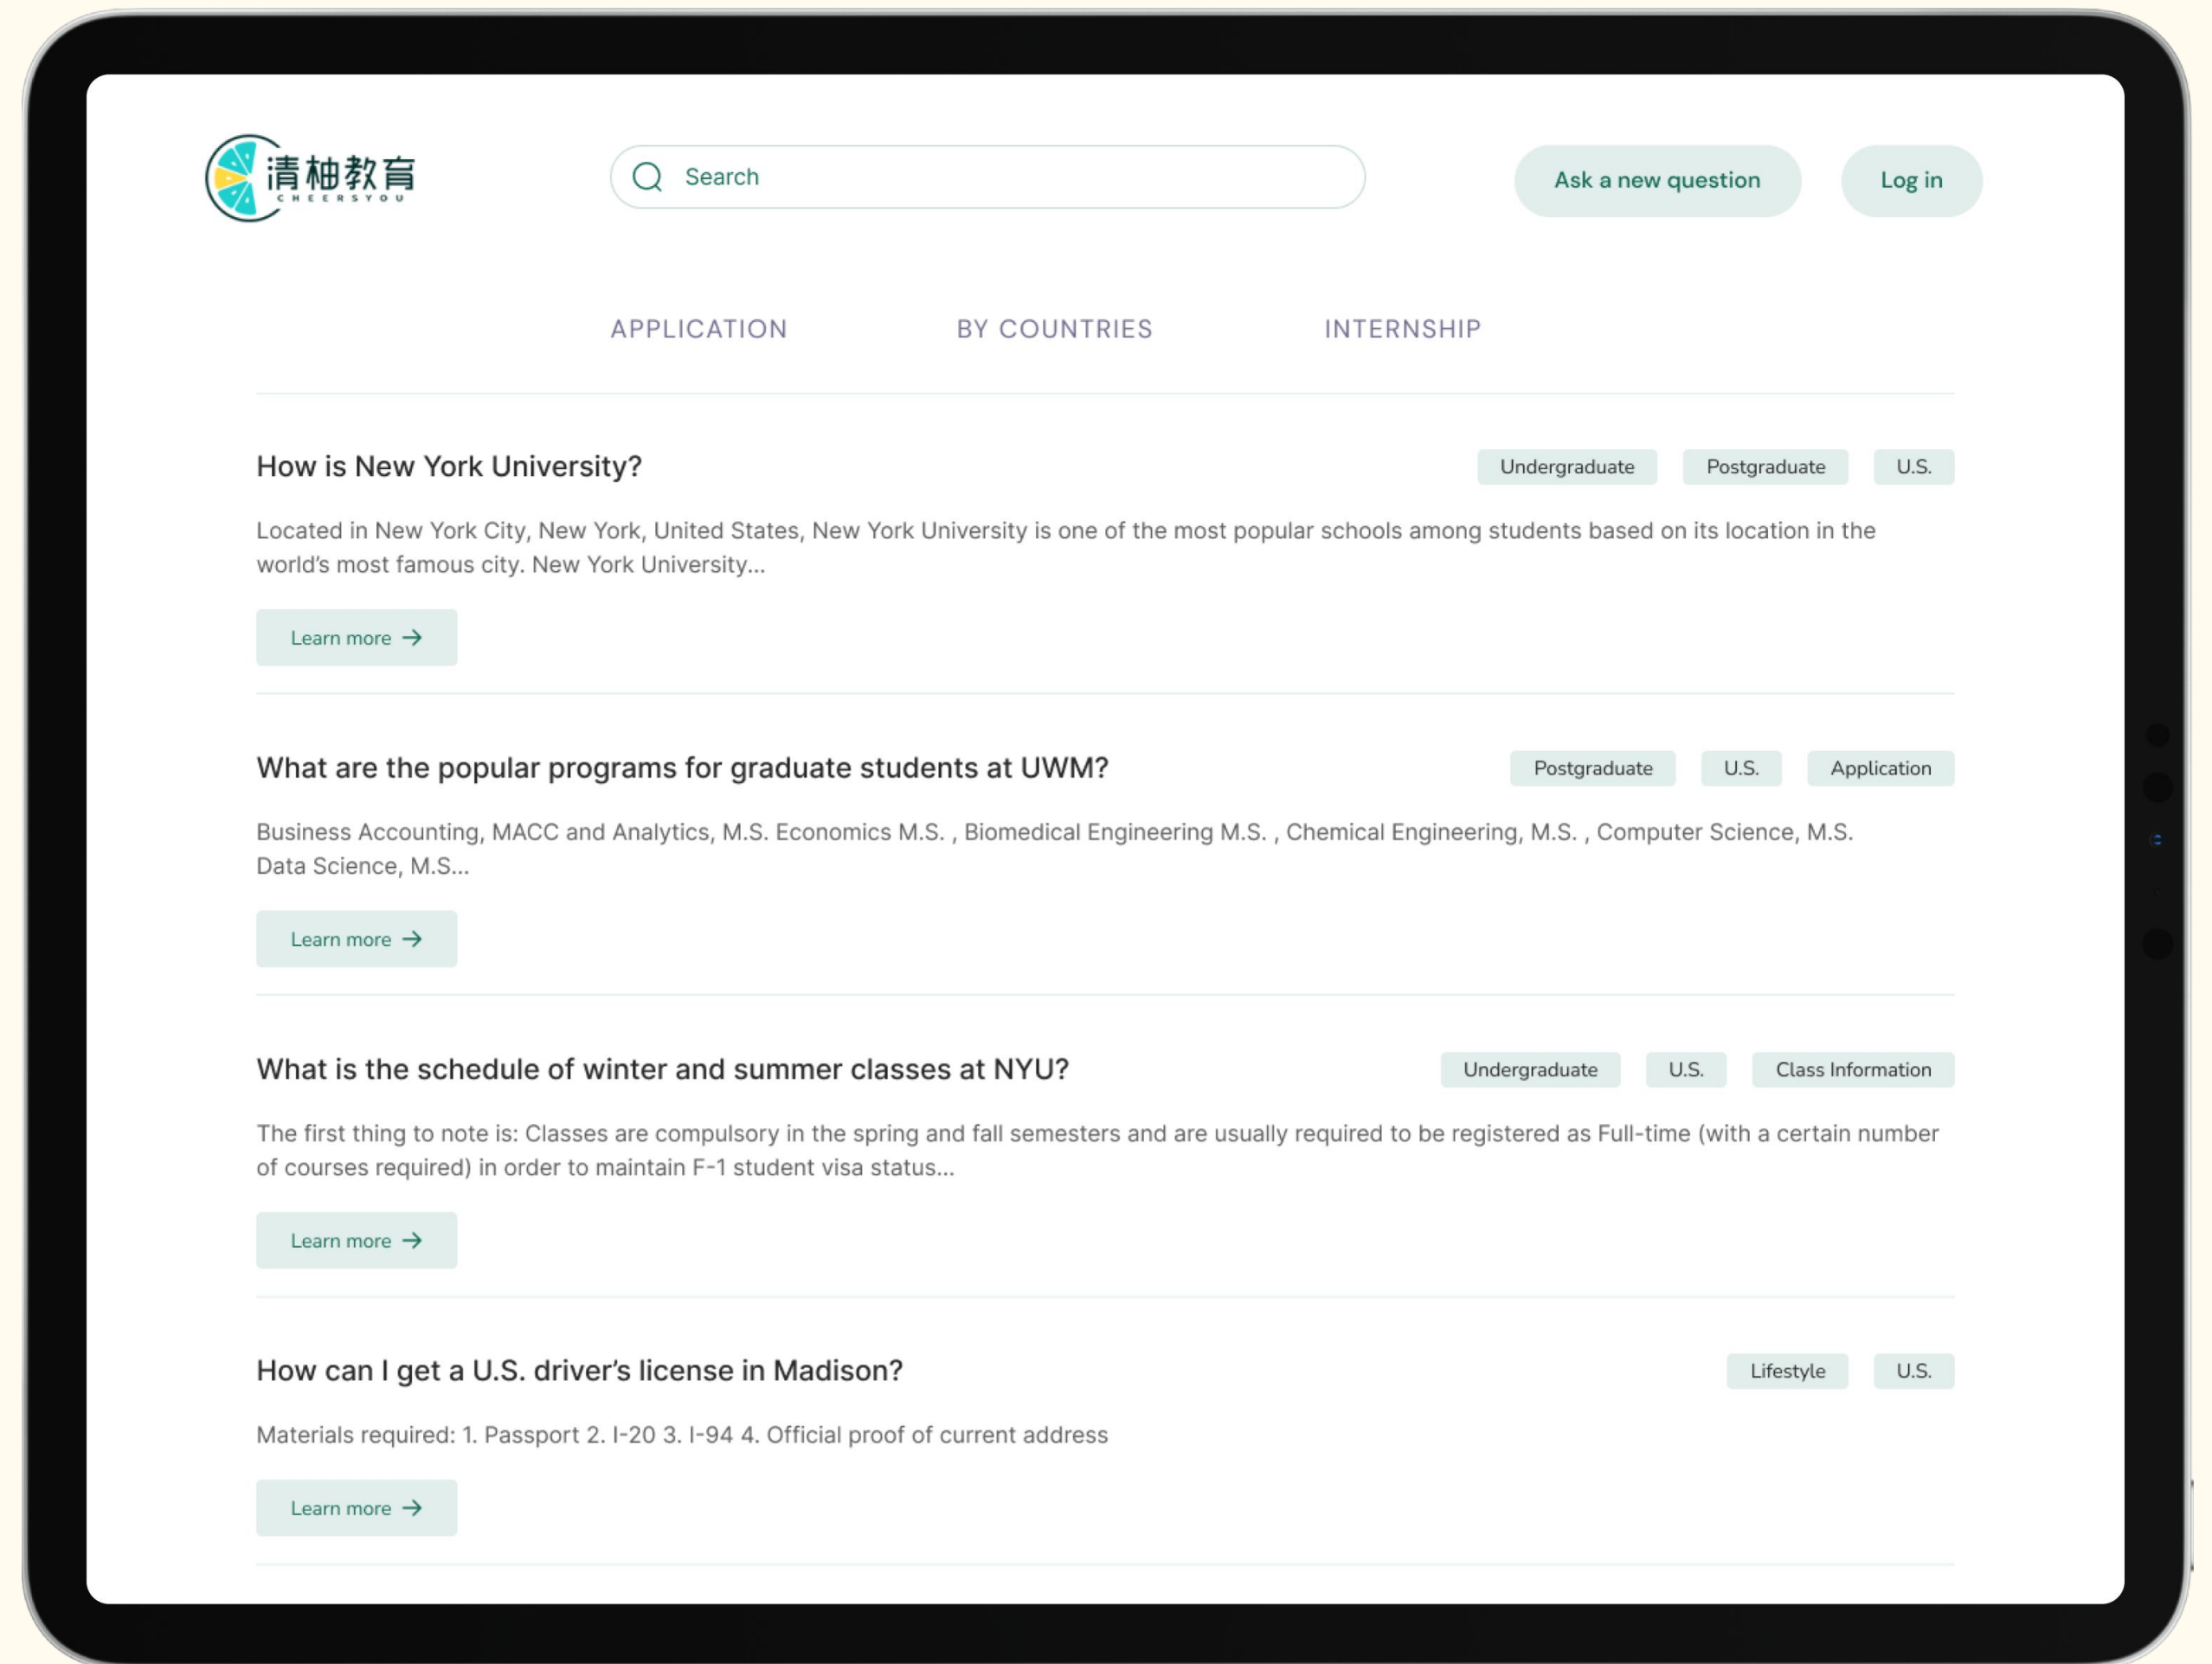 清柚教育
CHEERSYOU
Search
Ask a new question
Log in
APPLICATION
BY COUNTRIES
INTERNSHIP
How is New York University?
Undergraduate
Postgraduate
U.S.
Located in New York City, New York, United States, New York University is one of the most popular schools among students based on its location in the
world’s most famous city. New York University...
Learn more →
What are the popular programs for graduate students at UWM?
Postgraduate
U.S.
Application
Business Accounting, MACC and Analytics, M.S. Economics M.S. , Biomedical Engineering M.S. , Chemical Engineering, M.S. , Computer Science, M.S.
Data Science, M.S...
Learn more →
What is the schedule of winter and summer classes at NYU?
Undergraduate
U.S.
Class Information
The first thing to note is: Classes are compulsory in the spring and fall semesters and are usually required to be registered as Full-time (with a certain number
of courses required) in order to maintain F-1 student visa status...
Learn more →
How can I get a U.S. driver’s license in Madison?
Lifestyle
U.S.
Materials required: 1. Passport 2. I-20 3. I-94 4. Official proof of current address
Learn more →